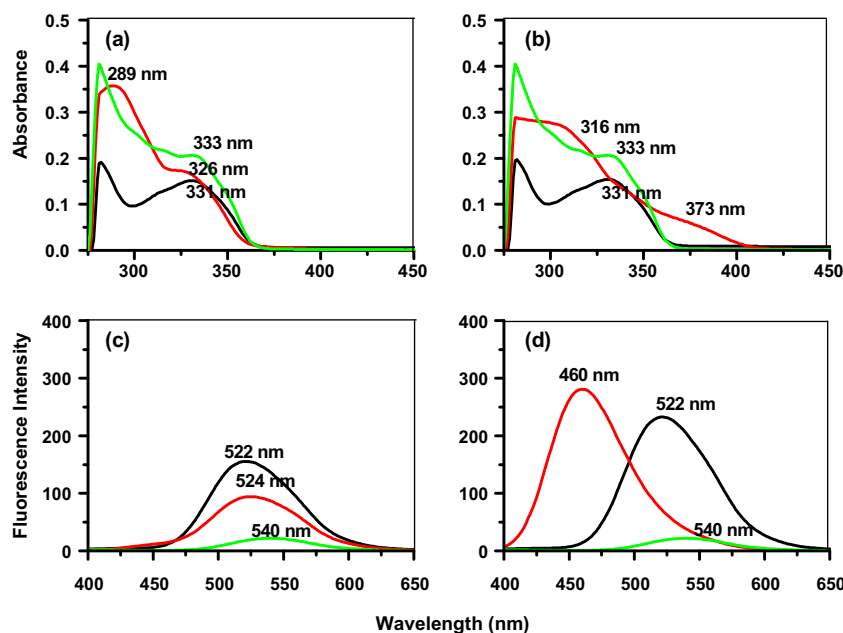 (a)
(b)
0.5
0.4
0.3
0.2
0.1
0.0
Absorbance
289 nm
333 nm
326 nm
331 nm
300
350
400
450
0.5
0.4
0.3
0.2
0.1
0.0
316 nm
333 nm
331 nm
373 nm
300
350
400
450
(c)
(d)
400
300
200
100
0
Fluorescence Intensity
522 nm
524 nm
540 nm
400
450
500
550
600
650
400
300
200
100
0
460 nm
522 nm
540 nm
400
450
500
550
600
650
Wavelength (nm)